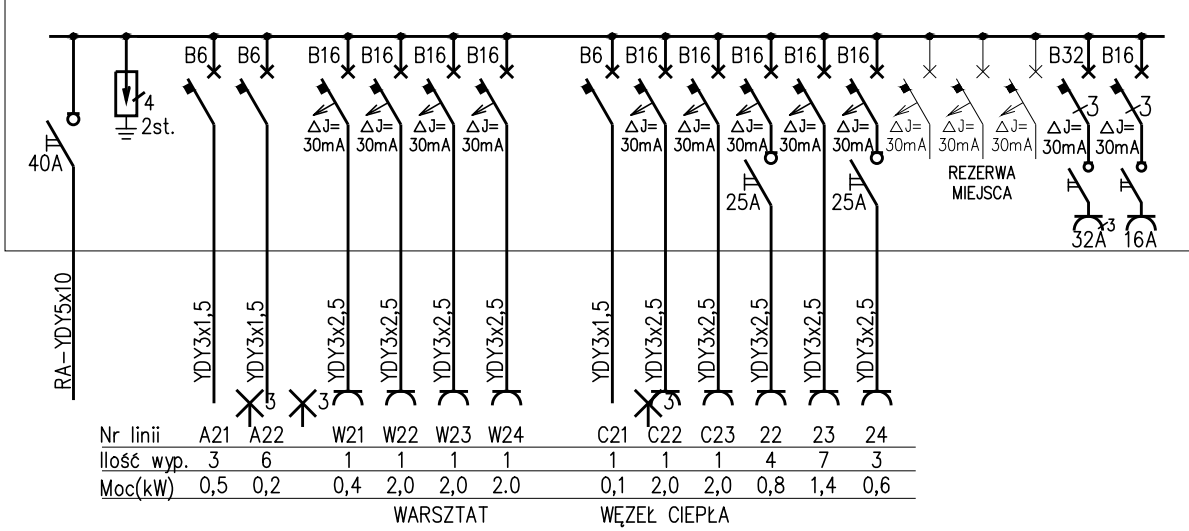 B6 B6 B16 B16 B16 B16 B6 B16 B16 B16 B16 B16 B32 B16
4
2st.
3 3
40A
ΔJ= ΔJ= ΔJ= ΔJ= ΔJ= ΔJ= ΔJ= ΔJ= ΔJ= ΔJ= ΔJ= ΔJ= ΔJ= ΔJ=
30mA 30mA 30mA 30mA 30mA 30mA 30mA 30mA 30mA 30mA 30mA 30mA 30mA 30mA
REZERWA
MIEJSCA
25A 25A
3
32A 16A
RA-YDY5x10
YDY3x1,5
YDY3x1,5
YDY3x2,5
YDY3x2,5
YDY3x2,5
YDY3x2,5
YDY3x1,5
YDY3x2,5
YDY3x2,5
YDY3x2,5
YDY3x2,5
YDY3x2,5
3 3 3
Nr linii A21 A22 W21 W22 W23 W24 C21 C22 C23 22 23 24
Ilość wyp. 3 6 1 1 1 1 1 1 1 4 7 3
Moc(kW) 0,5 0,2 0,4 2,0 2,0 2.0 0,1 2,0 2,0 0,8 1,4 0,6
WARSZTAT WĘZEŁ CIEPŁA